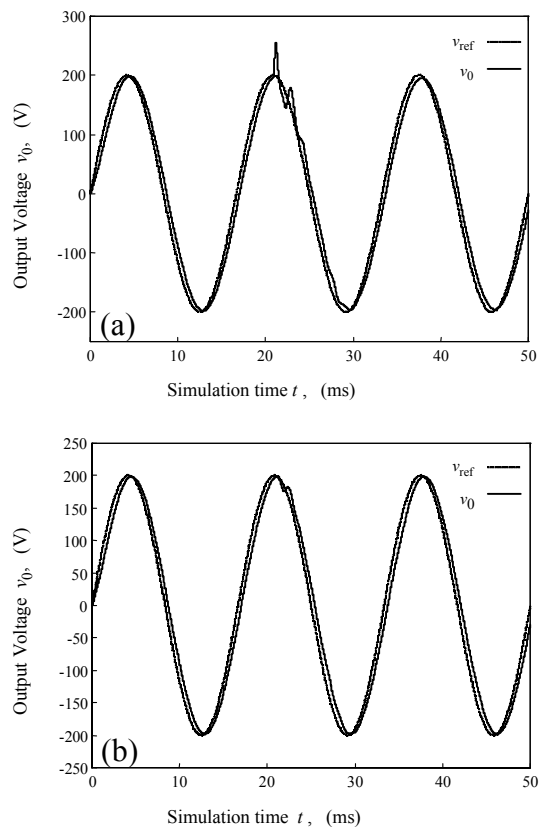 300
200
100
0
-100
-200
Output Voltage v₀, (V)
v_ref
v₀
(a)
0 10 20 30 40 50
Simulation time t , (ms)
250
200
150
100
50
0
-50
-100
-150
-200
-250
Output Voltage v₀, (V)
v_ref
v₀
(b)
0 10 20 30 40 50
Simulation time t , (ms)